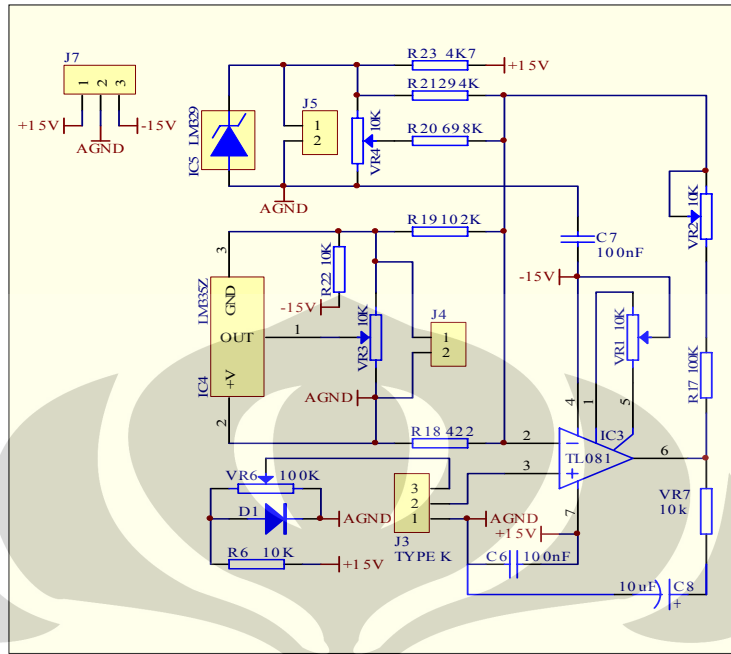 J7
1 2 3
+15V
-15V
AGND
R23 4K7
+15V
R21294K
J5
1
2
IC5 LM329
10K
VR4
R20 698K
AGND
R19102K
VR2 10K
C7
100nF
-15V
3
LM335Z
GND
OUT
+V
IC4
2
1
R22 10K
-15V
10K
VR3
J4
1
2
AGND
VR1 10K
R17 100K
4
1
5
IC3
R18 422
2
3
TL081
6
7
VR6 100K
D1
AGND
R6 10K
+15V
3
2
1
J3
TYPE K
AGND
+15V
C6 100nF
VR7
10k
10uF
C8
+